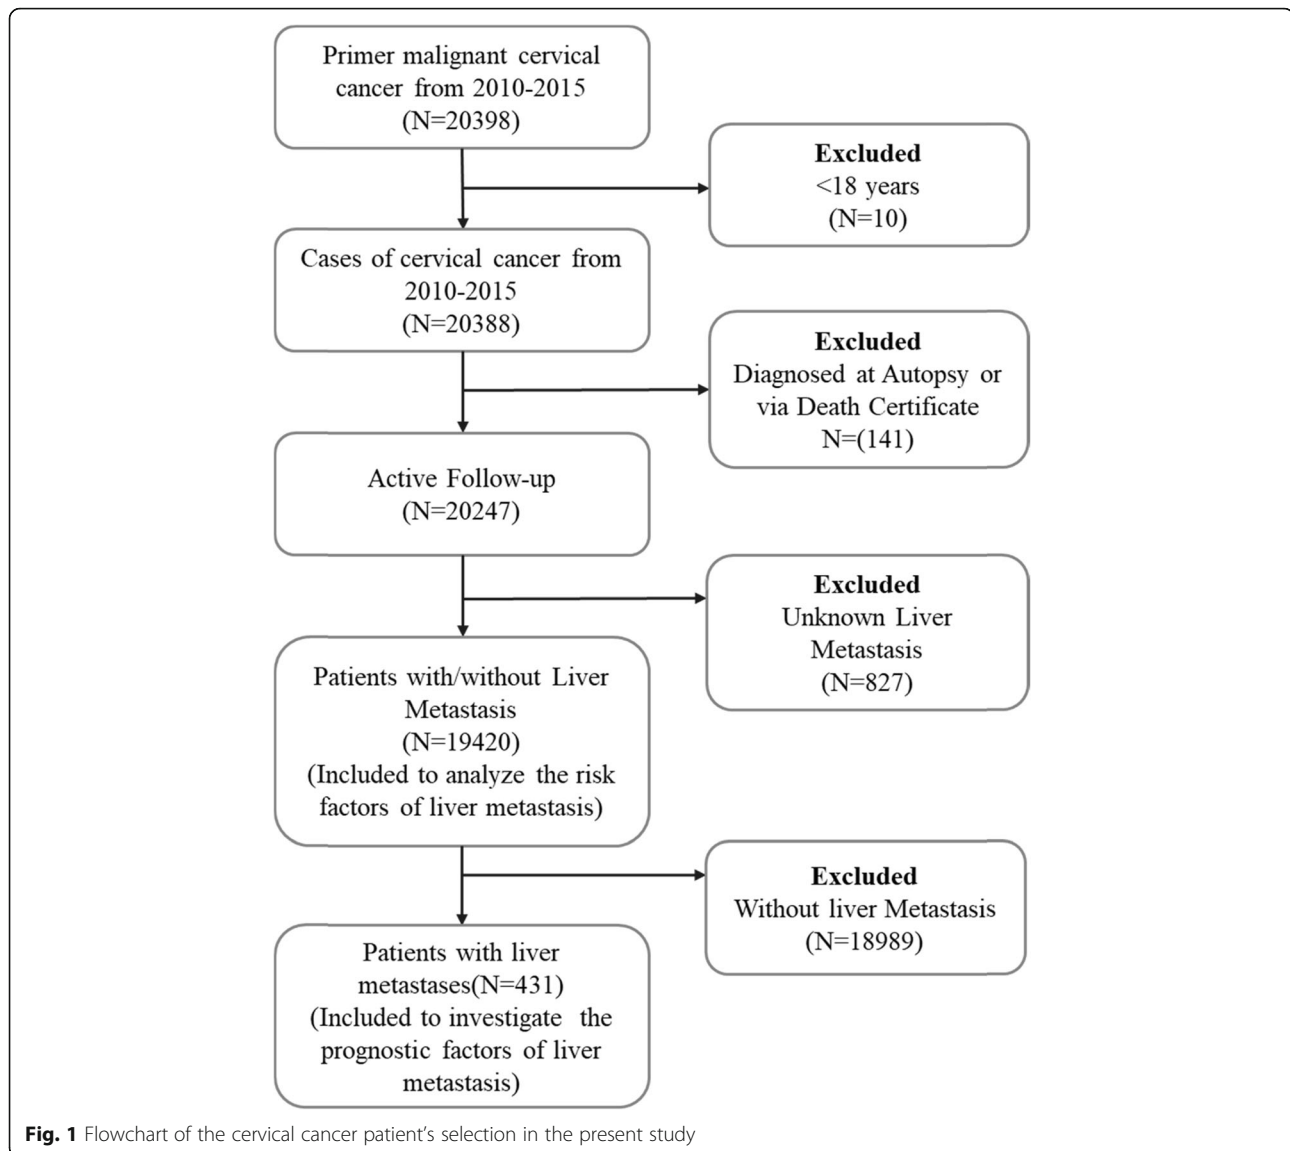 Primer malignant cervical
cancer from 2010-2015
(N=20398)
Excluded
<18 years
(N=10)
Cases of cervical cancer from
2010-2015
(N=20388)
Excluded
Diagnosed at Autopsy or
via Death Certificate
N=(141)
Active Follow-up
(N=20247)
Excluded
Unknown Liver
Metastasis
(N=827)
Patients with/without Liver
Metastasis
(N=19420)
(Included to analyze the risk
factors of liver metastasis)
Excluded
Without liver Metastasis
(N=18989)
Patients with liver
metastases(N=431)
(Included to investigate the
prognostic factors of liver
metastasis)
Fig. 1 Flowchart of the cervical cancer patient's selection in the present study